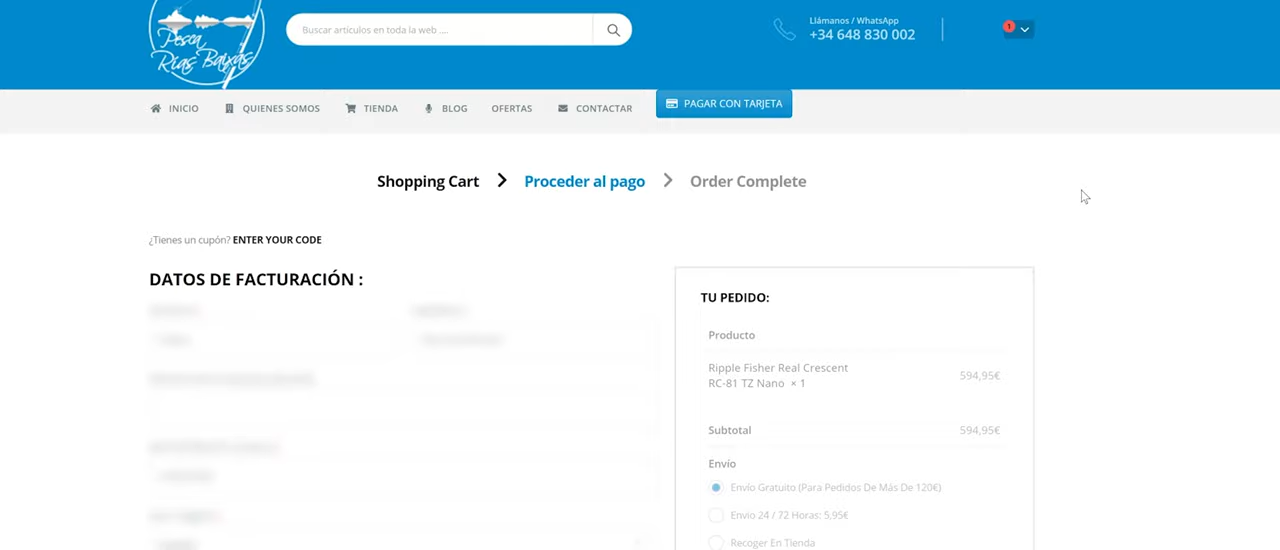 Pesca
Rías Baixas
Buscar artículos en toda la web ....
Llámanos / WhatsApp
+34 648 830 002
1
INICIO
QUIENES SOMOS
TIENDA
BLOG
OFERTAS
CONTACTAR
PAGAR CON TARJETA
Shopping Cart
Proceder al pago
Order Complete
¿Tienes un cupón? ENTER YOUR CODE
DATOS DE FACTURACIÓN :
TU PEDIDO:
Producto
Ripple Fisher Real Crescent
RC-81 TZ Nano × 1
594,95€
Subtotal
594,95€
Envío
Envío Gratuito (Para Pedidos De Más De 120€)
Envio 24 / 72 Horas: 5,95€
Recoger En Tienda